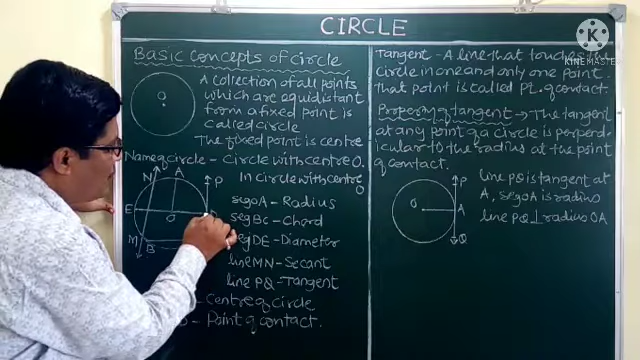 CIRCLE
Basic Concepts of circle
O
A collection of all points
which are equidistant
from a fixed point is
called circle
The fixed point is centre
Name of circle - Circle with centre O.
N A P
E O
M B
In circle with centre
O
seg OA - Radius
seg BC - Chord
seg DE - Diameter
line MN - Secant
line PQ - Tangent
Centre of circle
Point of contact.
Tangent - A line that touches the
circle in one and only one point.
That point is called Pt. of contact.
Property of tangent → The tangent
at any point of a circle is perpen-
dicular to the radius at the point
of contact.
O P A Q
line PQ is tangent at
A, seg OA is radius
line PQ ⊥ radius OA
KINEMASTER